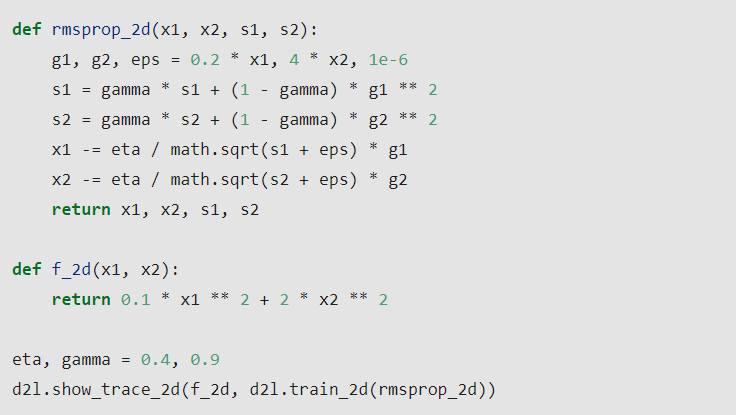 def rmsprop_2d(x1, x2, s1, s2):
    g1, g2, eps = 0.2 * x1, 4 * x2, 1e-6
    s1 = gamma * s1 + (1 - gamma) * g1 ** 2
    s2 = gamma * s2 + (1 - gamma) * g2 ** 2
    x1 -= eta / math.sqrt(s1 + eps) * g1
    x2 -= eta / math.sqrt(s2 + eps) * g2
    return x1, x2, s1, s2

def f_2d(x1, x2):
    return 0.1 * x1 ** 2 + 2 * x2 ** 2

eta, gamma = 0.4, 0.9
d2l.show_trace_2d(f_2d, d2l.train_2d(rmsprop_2d))